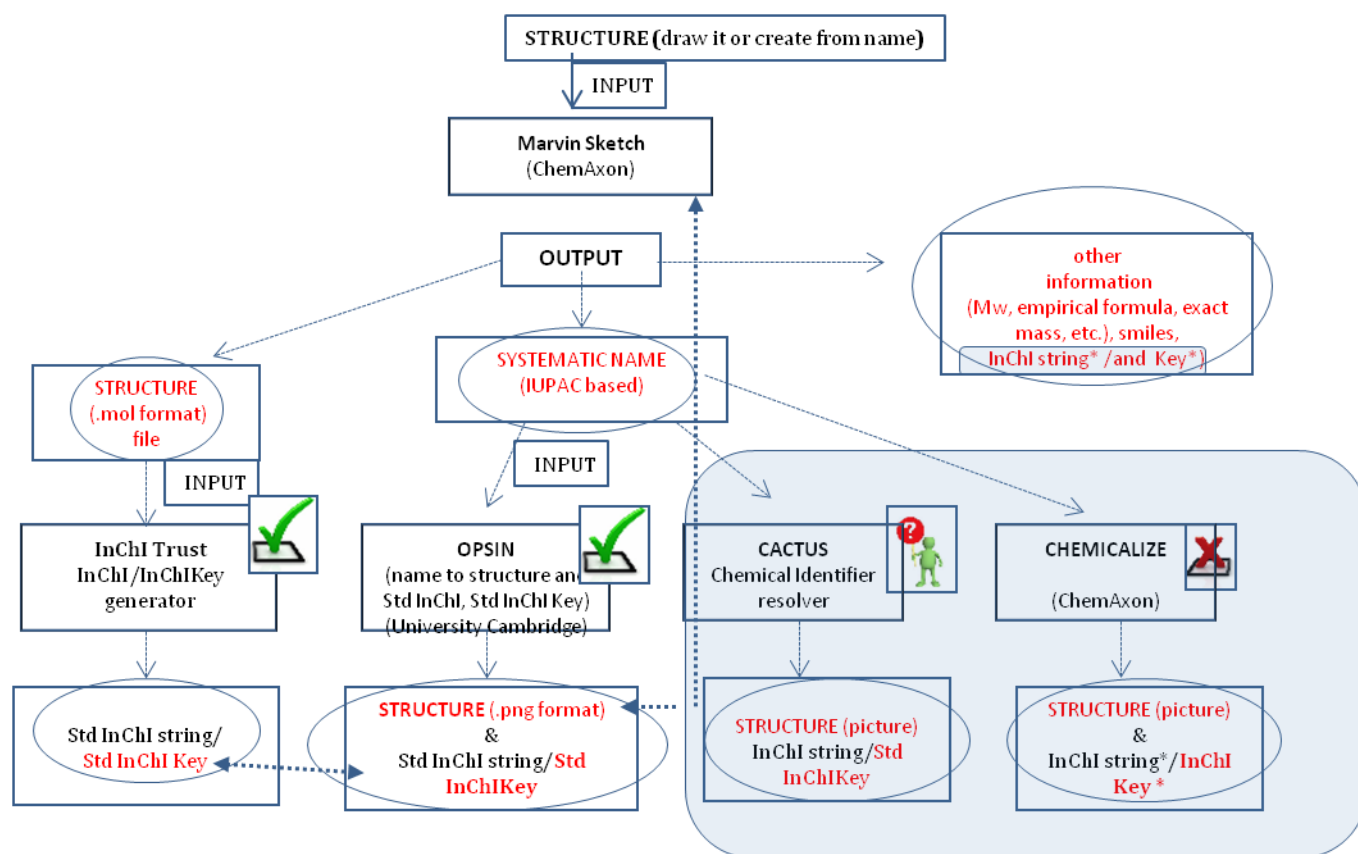 STRUCTURE (draw it or create from name)
INPUT
Marvin Sketch
(ChemAxon)
OUTPUT
other
information
(Mw, empirical formula, exact
mass, etc.), smiles,
InChI string* /and Key*)
SYSTEMATIC NAME
(IUPAC based)
STRUCTURE
(.mol format)
file
INPUT
INPUT
InChI Trust
InChI/InChIKey
generator
OPSIN
(name to structure and
Std InChI, Std InChI Key)
(University Cambridge)
CACTUS
Chemical Identifier
resolver
?
CHEMICALIZE
(ChemAxon)
Std InChI string/
Std InChI Key
STRUCTURE (.png format)
&
Std InChI string/Std
InChIKey
STRUCTURE (picture)
InChI string/Std
InChIKey
STRUCTURE (picture)
&
InChI string*/InChI
Key *